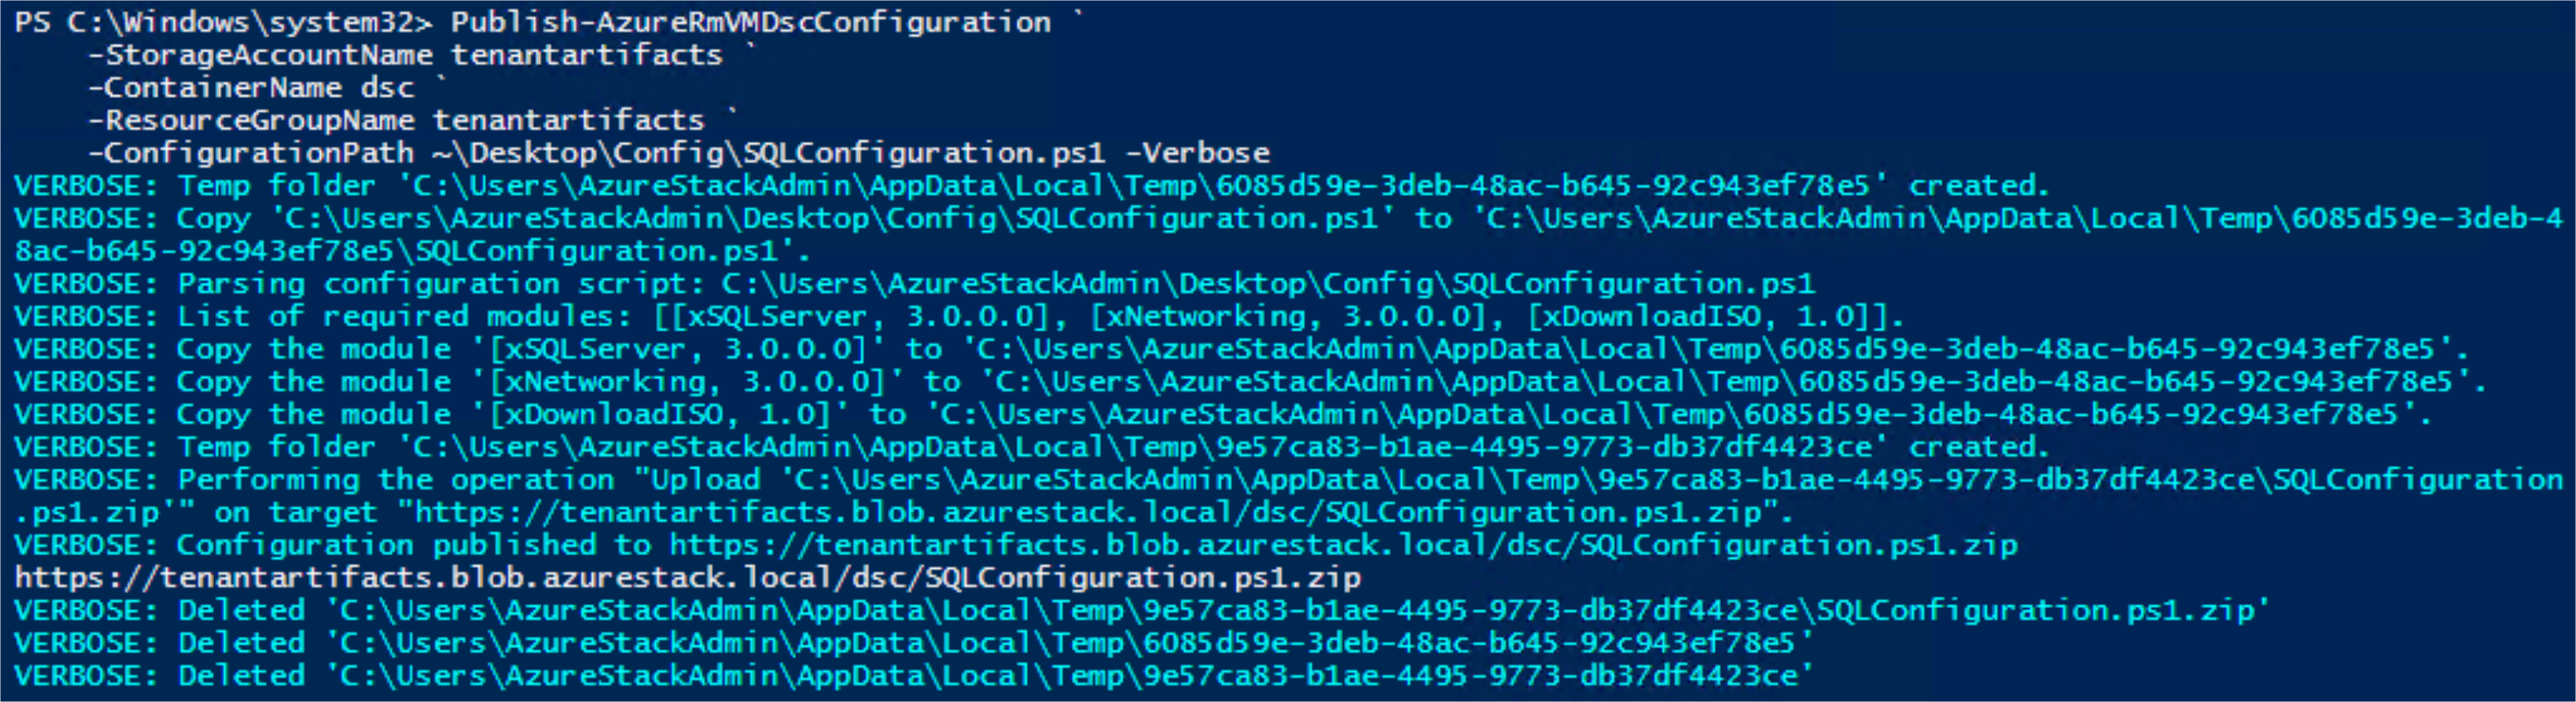 PS C:\Windows\system32> Publish-AzureRmVMDscConfiguration `
    -StorageAccountName tenantartifacts `
    -ContainerName dsc `
    -ResourceGroupName tenantartifacts `
    -ConfigurationPath ~\Desktop\Config\SQLConfiguration.ps1 -Verbose
VERBOSE: Temp folder 'C:\Users\AzureStackAdmin\AppData\Local\Temp\6085d59e-3deb-48ac-b645-92c943ef78e5' created.
VERBOSE: Copy 'C:\Users\AzureStackAdmin\Desktop\Config\SQLConfiguration.ps1' to 'C:\Users\AzureStackAdmin\AppData\Local\Temp\6085d59e-3deb-4
8ac-b645-92c943ef78e5\SQLConfiguration.ps1'.
VERBOSE: Parsing configuration script: C:\Users\AzureStackAdmin\Desktop\Config\SQLConfiguration.ps1
VERBOSE: List of required modules: [[xSQLServer, 3.0.0.0], [xNetworking, 3.0.0.0], [xDownloadISO, 1.0]].
VERBOSE: Copy the module '[xSQLServer, 3.0.0.0]' to 'C:\Users\AzureStackAdmin\AppData\Local\Temp\6085d59e-3deb-48ac-b645-92c943ef78e5'.
VERBOSE: Copy the module '[xNetworking, 3.0.0.0]' to 'C:\Users\AzureStackAdmin\AppData\Local\Temp\6085d59e-3deb-48ac-b645-92c943ef78e5'.
VERBOSE: Copy the module '[xDownloadISO, 1.0]' to 'C:\Users\AzureStackAdmin\AppData\Local\Temp\6085d59e-3deb-48ac-b645-92c943ef78e5'.
VERBOSE: Temp folder 'C:\Users\AzureStackAdmin\AppData\Local\Temp\9e57ca83-b1ae-4495-9773-db37df4423ce' created.
VERBOSE: Performing the operation "Upload 'C:\Users\AzureStackAdmin\AppData\Local\Temp\9e57ca83-b1ae-4495-9773-db37df4423ce\SQLConfiguration
.ps1.zip'" on target "https://tenantartifacts.blob.azurestack.local/dsc/SQLConfiguration.ps1.zip".
VERBOSE: Configuration published to https://tenantartifacts.blob.azurestack.local/dsc/SQLConfiguration.ps1.zip
https://tenantartifacts.blob.azurestack.local/dsc/SQLConfiguration.ps1.zip
VERBOSE: Deleted 'C:\Users\AzureStackAdmin\AppData\Local\Temp\9e57ca83-b1ae-4495-9773-db37df4423ce\SQLConfiguration.ps1.zip'
VERBOSE: Deleted 'C:\Users\AzureStackAdmin\AppData\Local\Temp\6085d59e-3deb-48ac-b645-92c943ef78e5'
VERBOSE: Deleted 'C:\Users\AzureStackAdmin\AppData\Local\Temp\9e57ca83-b1ae-4495-9773-db37df4423ce'